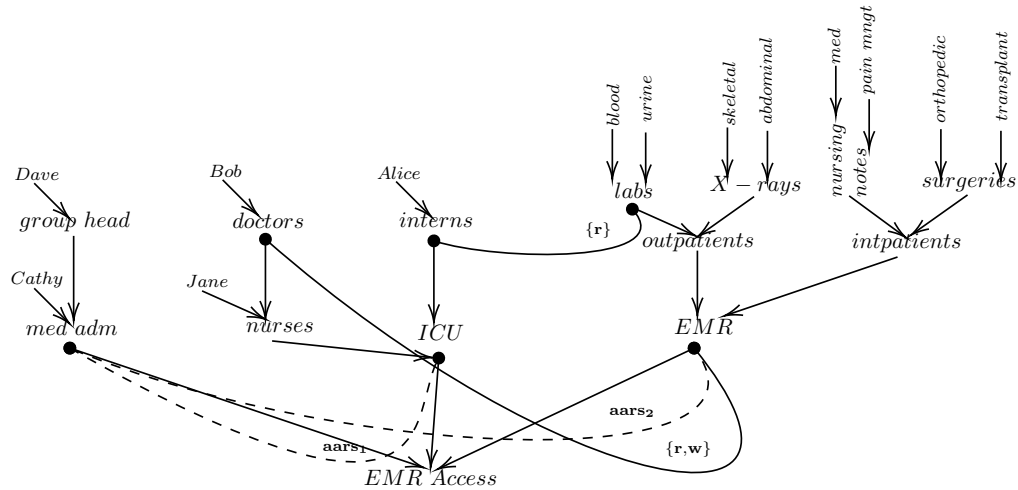 med
pain mngt
blood
urine
skeletal
abdominal
orthopedic
transplant
nursing
notes
Dave
Bob
Alice
labs
X − rays
surgeries
group head
doctors
interns
{r}
outpatients
intpatients
Cathy
Jane
med adm
nurses
ICU
EMR
aars2
aars1
{r,w}
EMR Access